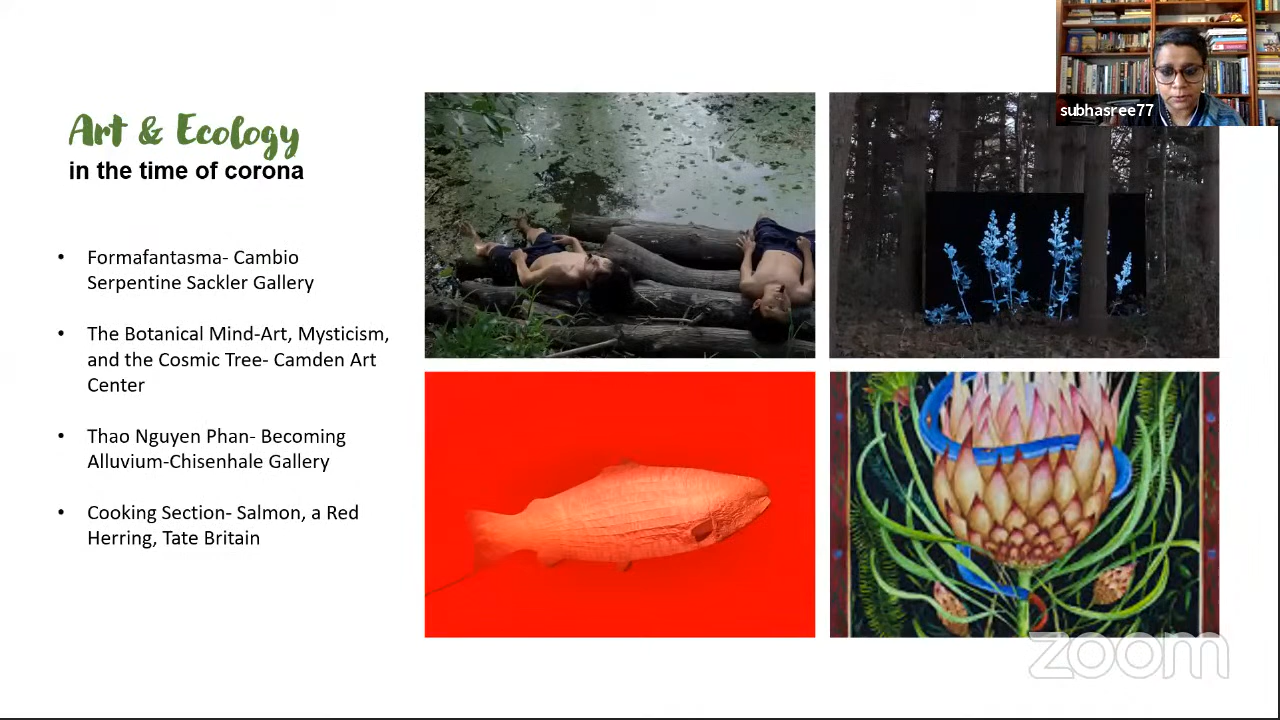 subhasree77
Art & Ecology
in the time of corona
• Formafantasma- Cambio
Serpentine Sackler Gallery
• The Botanical Mind-Art, Mysticism,
and the Cosmic Tree- Camden Art
Center
• Thao Nguyen Phan- Becoming
Alluvium-Chisenhale Gallery
• Cooking Section- Salmon, a Red
Herring, Tate Britain
zoom